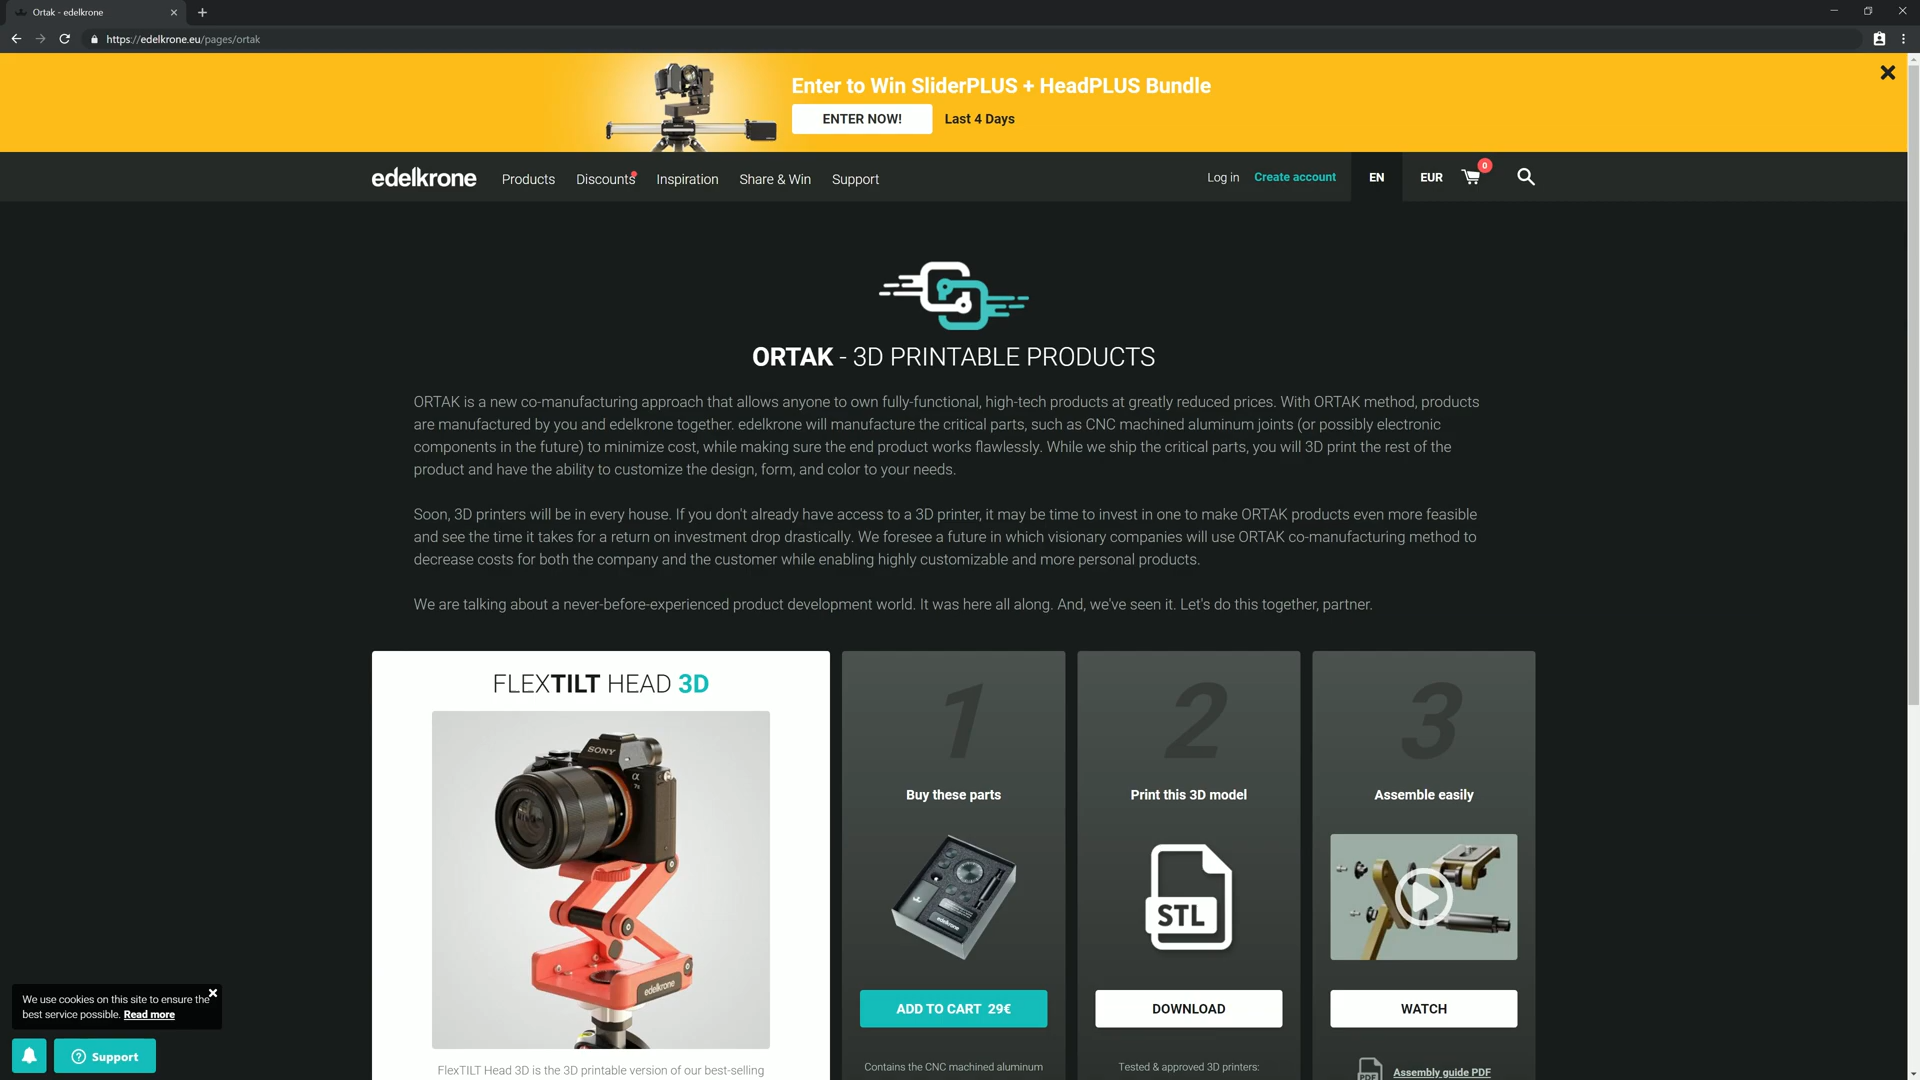 Ortak - edelkrone
https://edelkrone.eu/pages/ortak
Enter to Win SliderPLUS + HeadPLUS Bundle
ENTER NOW!
Last 4 Days
edelkrone
Products
Discounts
Inspiration
Share & Win
Support
Log in
Create account
EN
EUR
0
ORTAK - 3D PRINTABLE PRODUCTS
ORTAK is a new co-manufacturing approach that allows anyone to own fully-functional, high-tech products at greatly reduced prices. With ORTAK method, products
are manufactured by you and edelkrone together. edelkrone will manufacture the critical parts, such as CNC machined aluminum joints (or possibly electronic
components in the future) to minimize cost, while making sure the end product works flawlessly. While we ship the critical parts, you will 3D print the rest of the
product and have the ability to customize the design, form, and color to your needs.
Soon, 3D printers will be in every house. If you don't already have access to a 3D printer, it may be time to invest in one to make ORTAK products even more feasible
and see the time it takes for a return on investment drop drastically. We foresee a future in which visionary companies will use ORTAK co-manufacturing method to
decrease costs for both the company and the customer while enabling highly customizable and more personal products.
We are talking about a never-before-experienced product development world. It was here all along. And, we've seen it. Let's do this together, partner.
FLEXTILT HEAD 3D
SONY
α
7s
edelkrone
FlexTILT Head 3D is the 3D printable version of our best-selling
1
Buy these parts
edelkrone
ADD TO CART 29€
Contains the CNC machined aluminum
2
Print this 3D model
STL
DOWNLOAD
Tested & approved 3D printers:
3
Assemble easily
WATCH
PDF
Assembly guide PDF
We use cookies on this site to ensure the
best service possible. Read more
Support